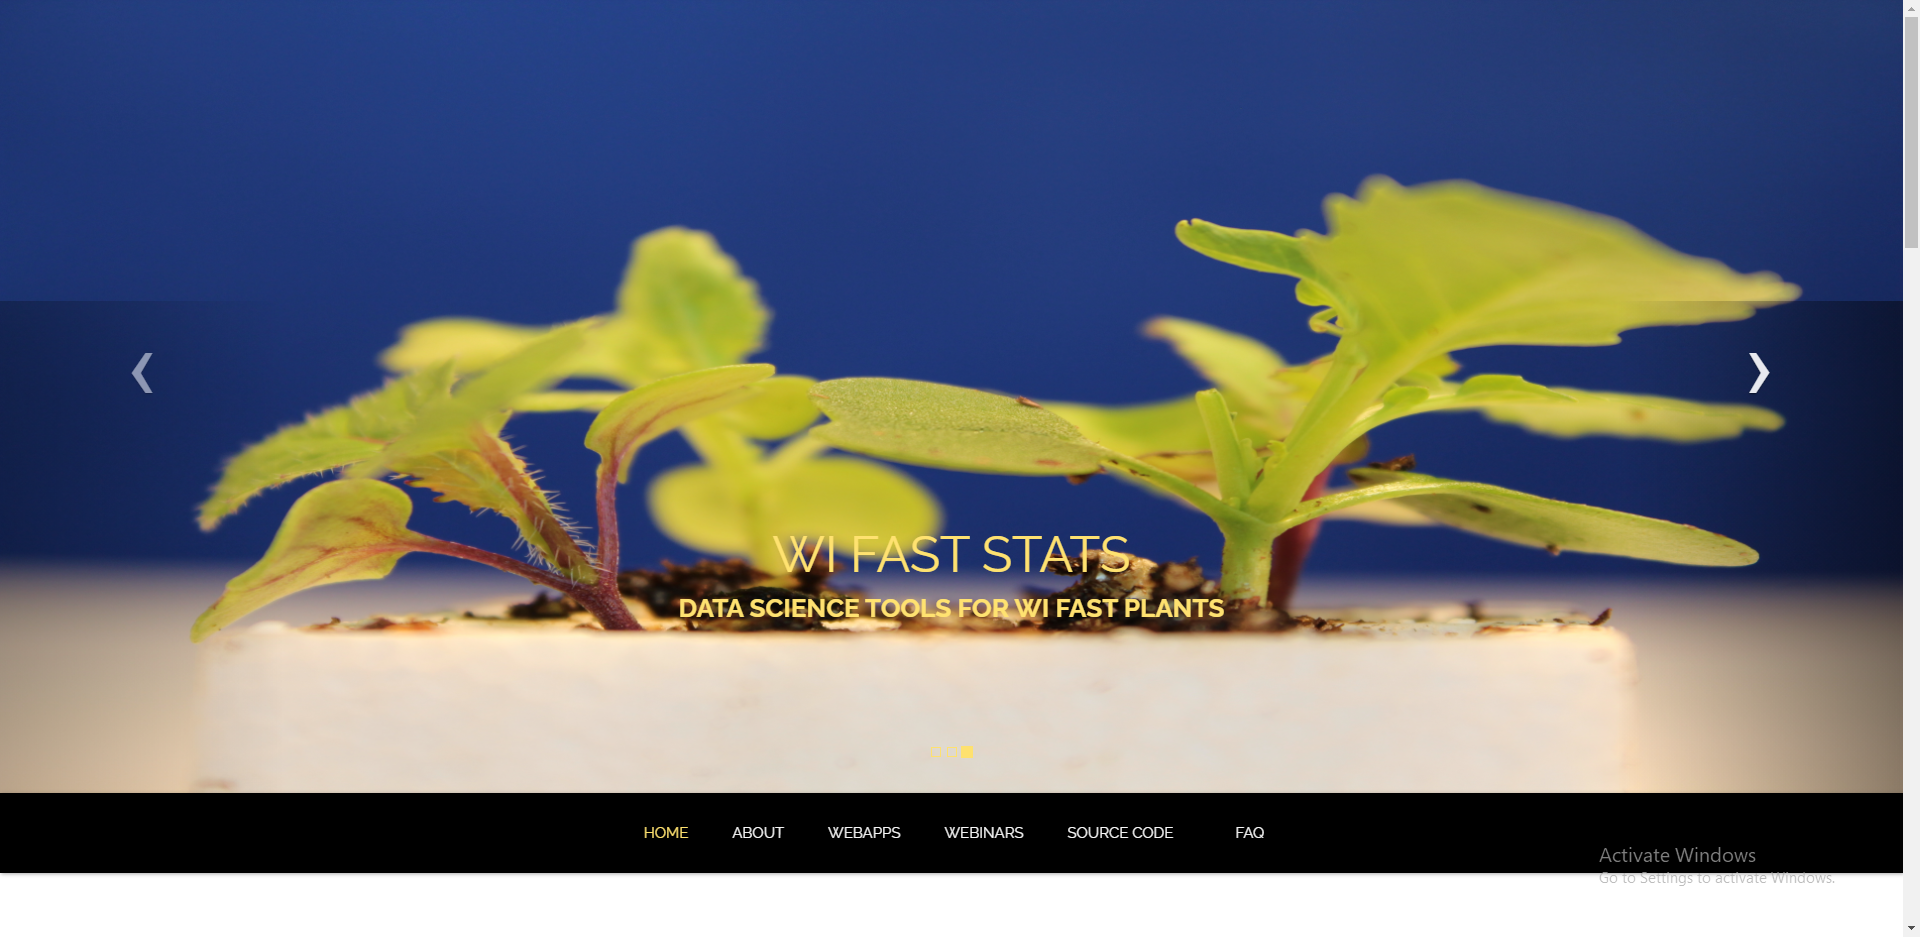 WI FAST STATS
DATA SCIENCE TOOLS FOR WI FAST PLANTS
HOME ABOUT WEBAPPS WEBINARS SOURCE CODE FAQ
Activate Windows
Go to Settings to activate Windows.